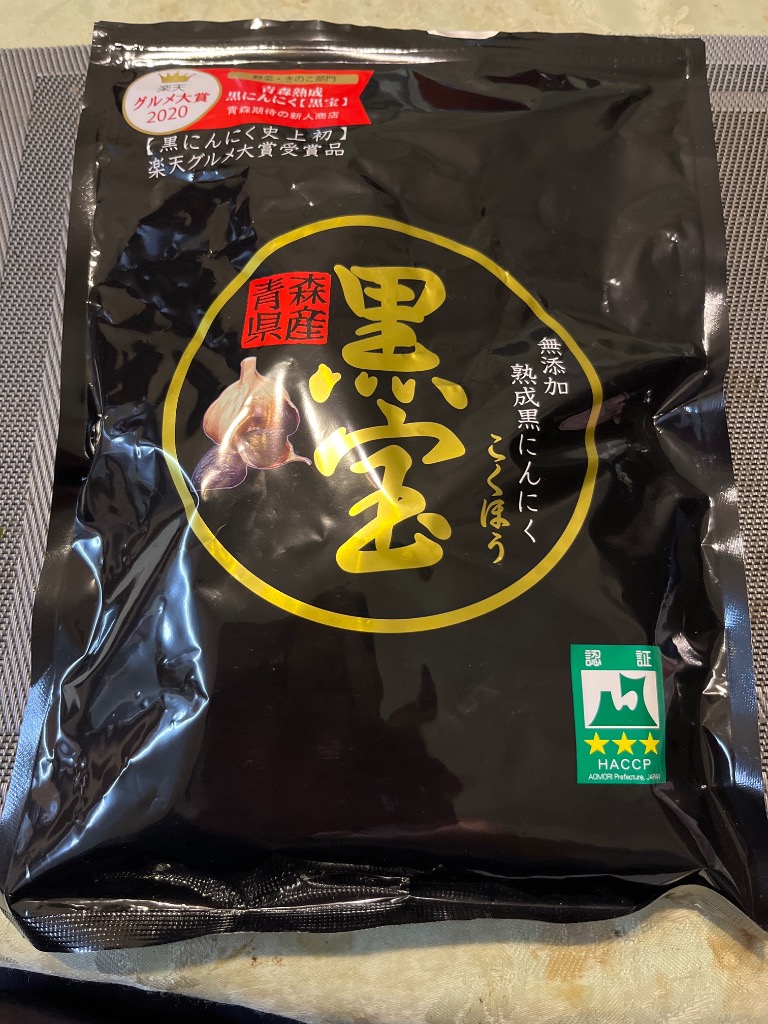 楽天
グルメ大賞
2020
野菜・きのこ部門
青森熟成
黒にんにく【黒宝】
青森期待の新人商店
【黒にんにく史上初】
楽天グルメ大賞受賞品
青森県産
黒宝
無添加
熟成黒にんにく
こくほう
認証
HACCP
AOMORI Prefecture, JAPAN